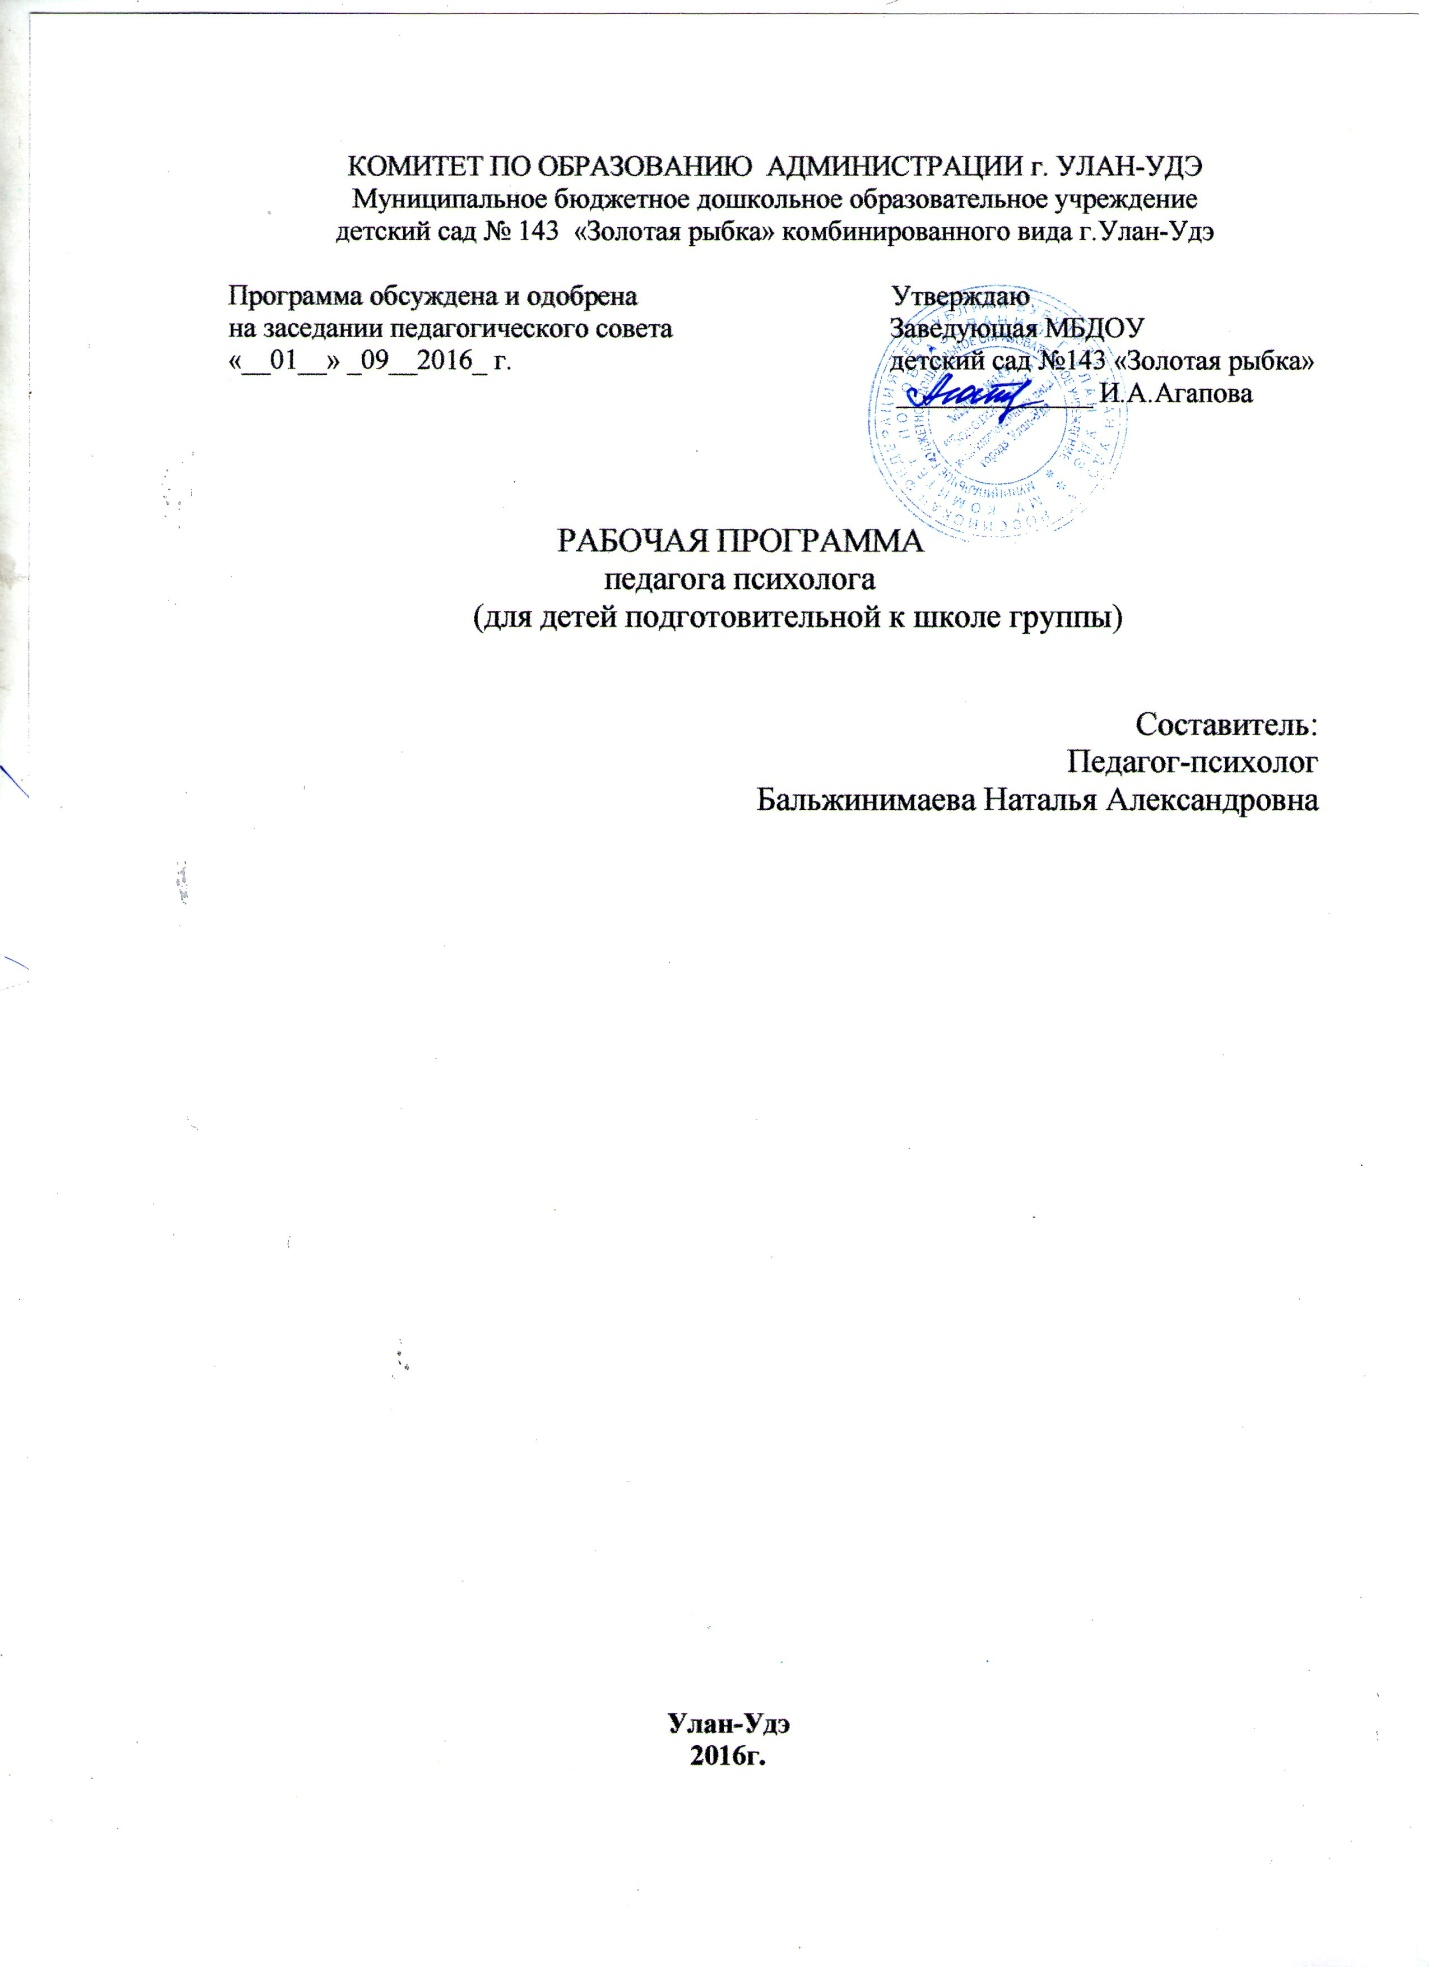 КОМИТЕТ ПО ОБРАЗОВАНИЮ  АДМИНИСТРАЦИИ г. УЛАН-УДЭ
Муниципальное бюджетное дошкольное образовательное учреждение
детский сад № 143  «Золотая рыбка» комбинированного вида г.Улан-Удэ
Программа обсуждена и одобрена
на заседании педагогического совета
«__01__» _09__2016_ г.
Утверждаю
Заведующая МБДОУ
детский сад №143 «Золотая рыбка»
______________ И.А.Агапова
РАБОЧАЯ ПРОГРАММА
педагога психолога
(для детей подготовительной к школе группы)
Составитель:
Педагог-психолог
Бальжинимаева Наталья Александровна
Улан-Удэ
2016г.